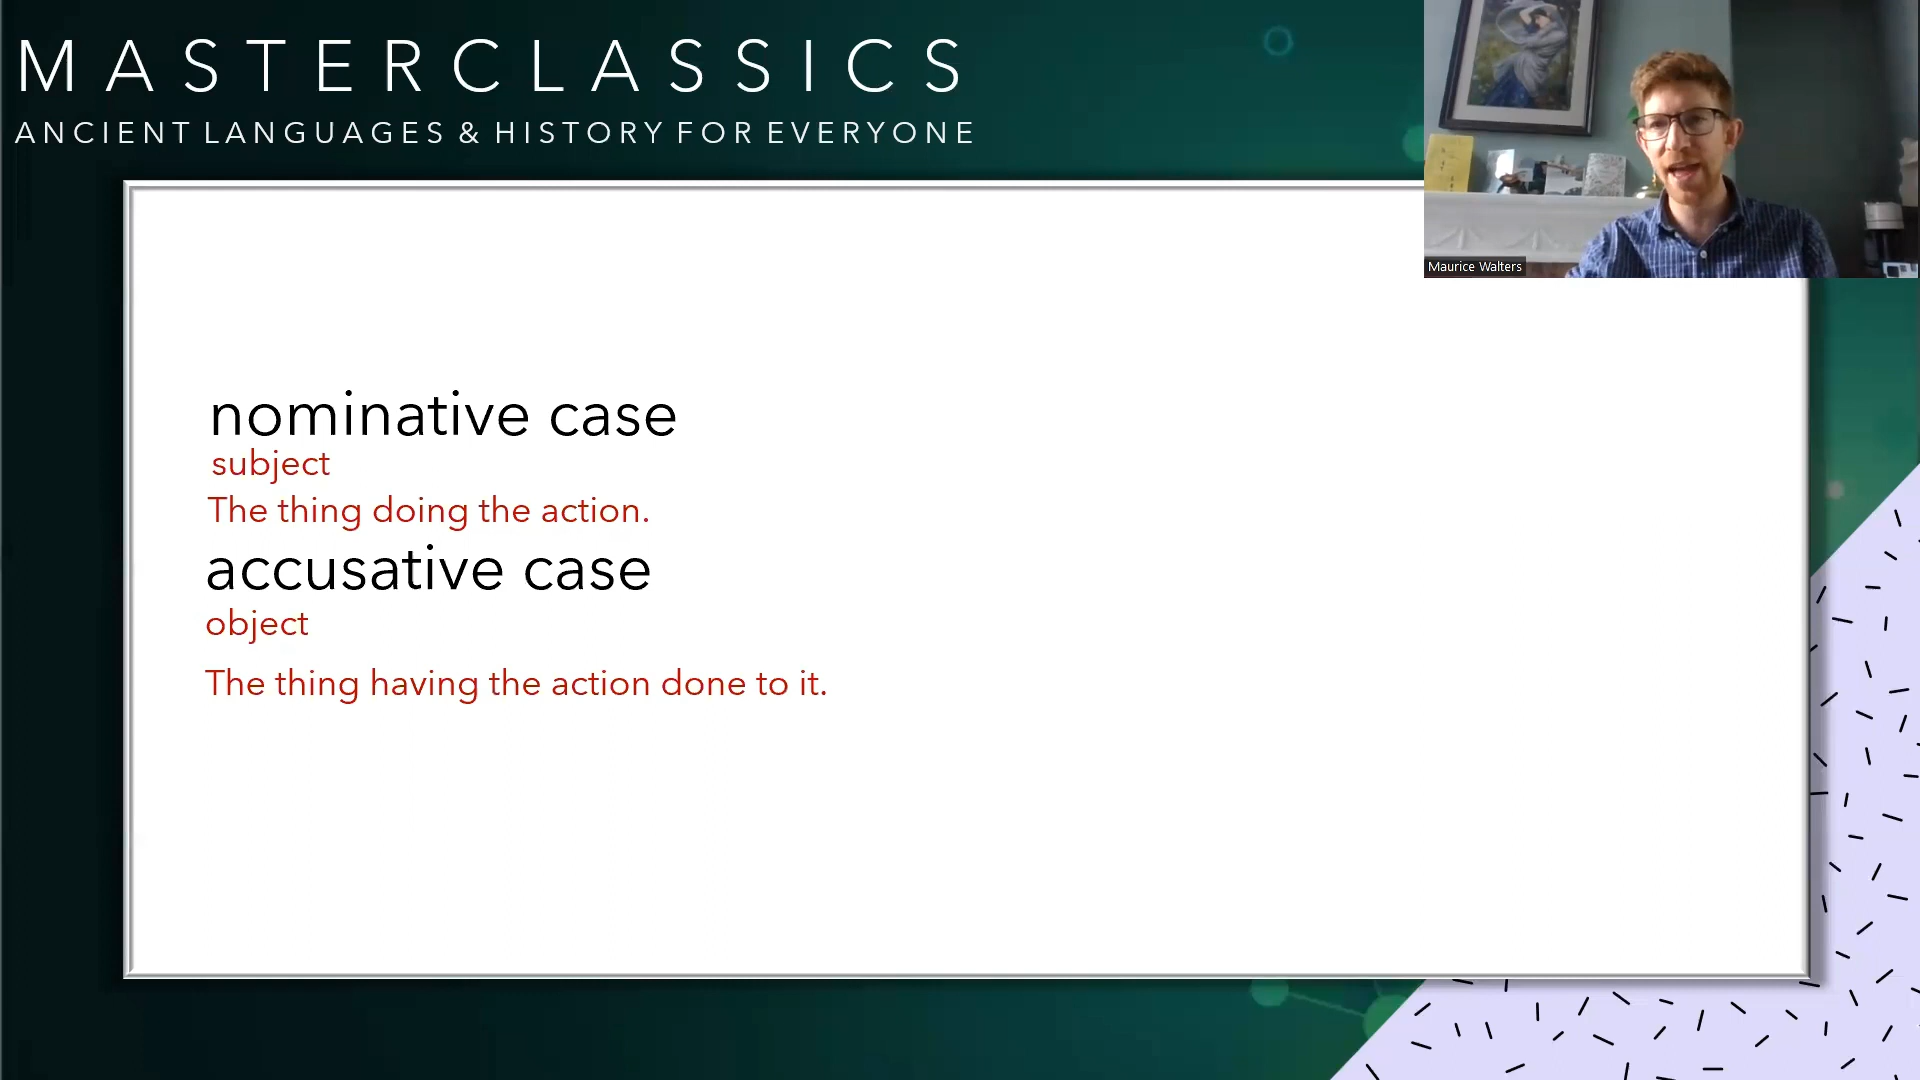 MASTERCLASSICS
ANCIENT LANGUAGES & HISTORY FOR EVERYONE
Maurice Walters
nominative case
subject
The thing doing the action.
accusative case
object
The thing having the action done to it.